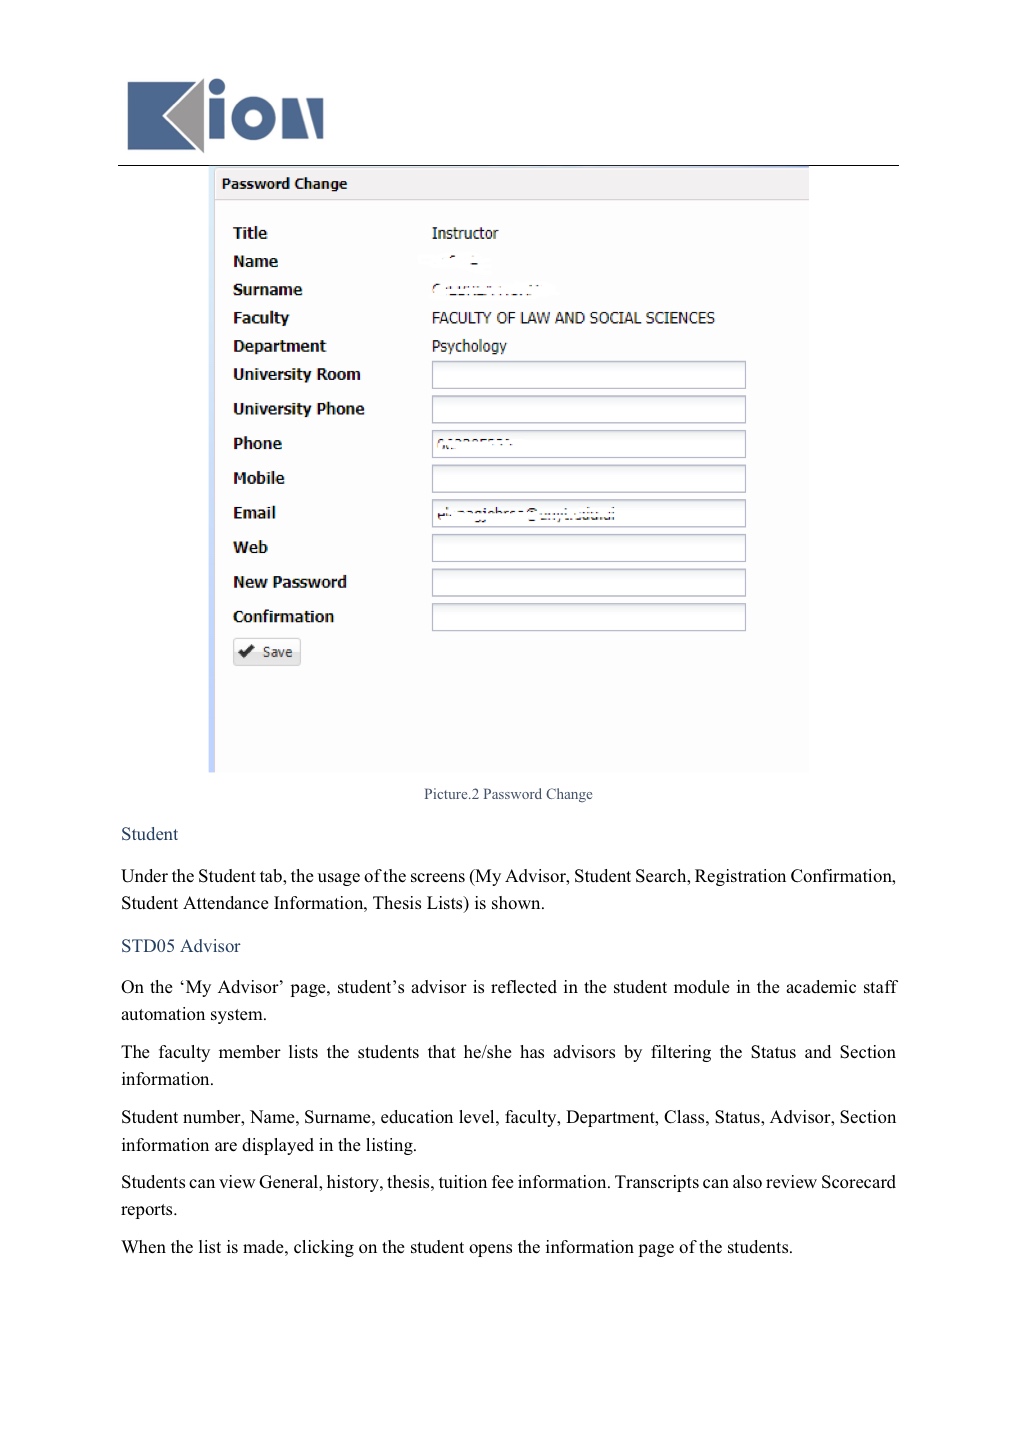 Kion
Password Change
Title Instructor
Name
Surname
Faculty FACULTY OF LAW AND SOCIAL SCIENCES
Department Psychology
University Room
University Phone
Phone
Mobile
Email
Web
New Password
Confirmation
Save
Picture.2 Password Change
Student
Under the Student tab, the usage of the screens (My Advisor, Student Search, Registration Confirmation,
Student Attendance Information, Thesis Lists) is shown.
STD05 Advisor
On the ‘My Advisor’ page, student’s advisor is reflected in the student module in the academic staff
automation system.
The faculty member lists the students that he/she has advisors by filtering the Status and Section
information.
Student number, Name, Surname, education level, faculty, Department, Class, Status, Advisor, Section
information are displayed in the listing.
Students can view General, history, thesis, tuition fee information. Transcripts can also review Scorecard
reports.
When the list is made, clicking on the student opens the information page of the students.